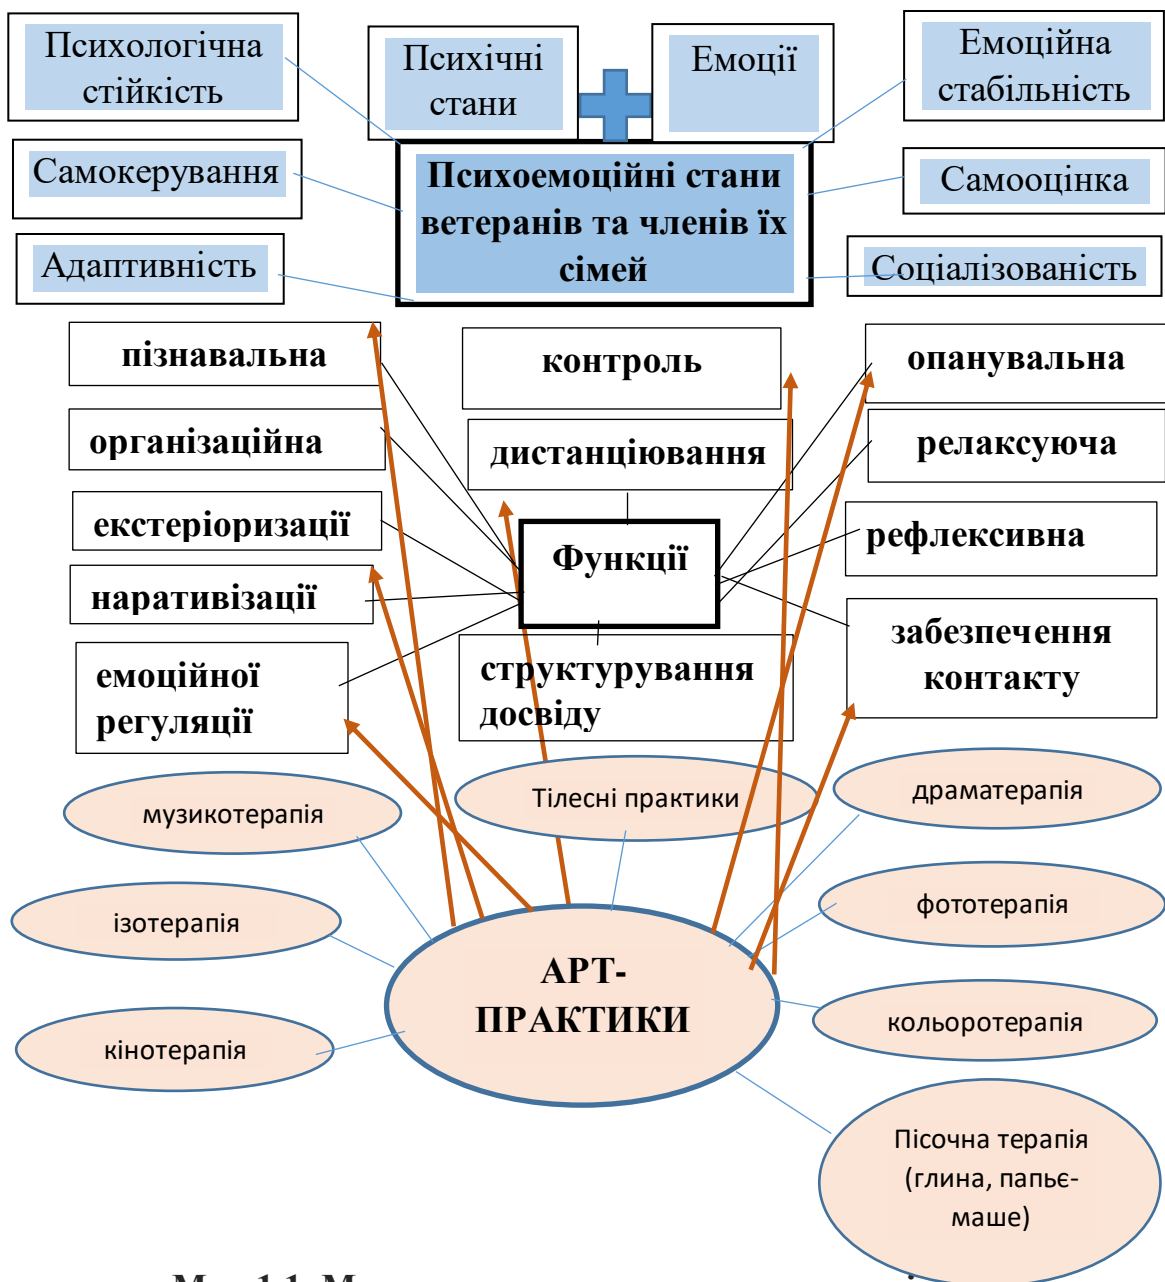 Психологічна
стійкість
Психічні
стани
Емоції
Емоційна
стабільність
Самокерування
Психоемоційні стани
ветеранів та членів їх
сімей
Самооцінка
Адаптивність
Соціалізованість
пізнавальна
контроль
опанувальна
організаційна
дистанціювання
релаксуюча
екстеріоризації
Функції
рефлексивна
наративізації
забезпечення
контакту
емоційної
регуляції
структурування
досвіду
музикотерапія
Тілесні практики
драматерапія
ізотерапія
фототерапія
АРТ-
ПРАКТИКИ
кінотерапія
кольоротерапія
Пісочна терапія
(глина, папьє-
маше)